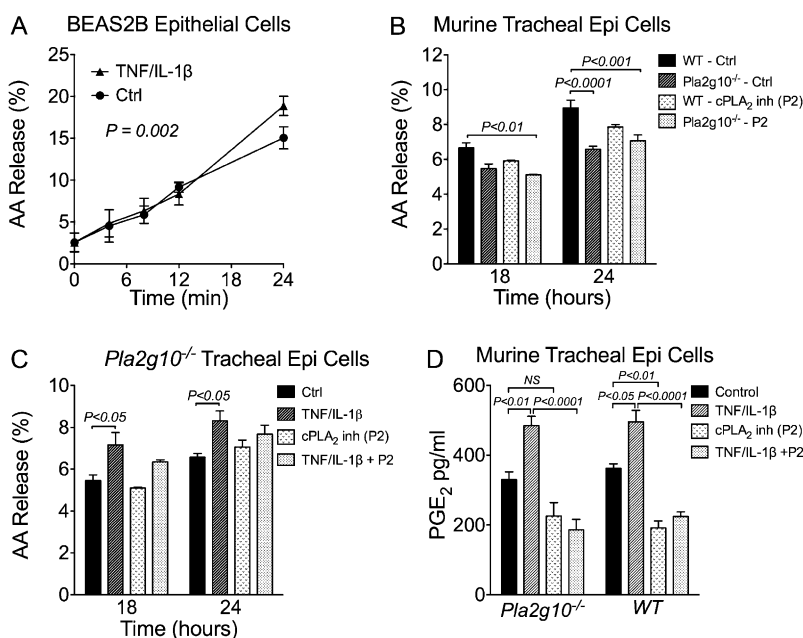 A
BEAS2B Epithelial Cells
25
20
15
10
5
0
AA Release (%)
TNF/IL-1β
Ctrl
P = 0.002
0 6 12 18 24
Time (min)
B
Murine Tracheal Epi Cells
12
10
8
6
4
2
0
AA Release (%)
P<0.01
P<0.001
P<0.0001
WT - Ctrl
Pla2g10⁻/⁻ - Ctrl
WT - cPLA₂ inh (P2)
Pla2g10⁻/⁻ - P2
18 24
Time (hours)
C
Pla2g10⁻/⁻ Tracheal Epi Cells
10
8
6
4
2
0
AA Release (%)
P<0.05
P<0.05
Ctrl
TNF/IL-1β
cPLA₂ inh (P2)
TNF/IL-1β + P2
18 24
Time (hours)
D
Murine Tracheal Epi Cells
600
400
200
0
PGE₂ pg/ml
NS
P<0.01
P<0.0001
P<0.01
P<0.05
P<0.0001
Control
TNF/IL-1β
cPLA₂ inh (P2)
TNF/IL-1β +P2
Pla2g10⁻/⁻ WT